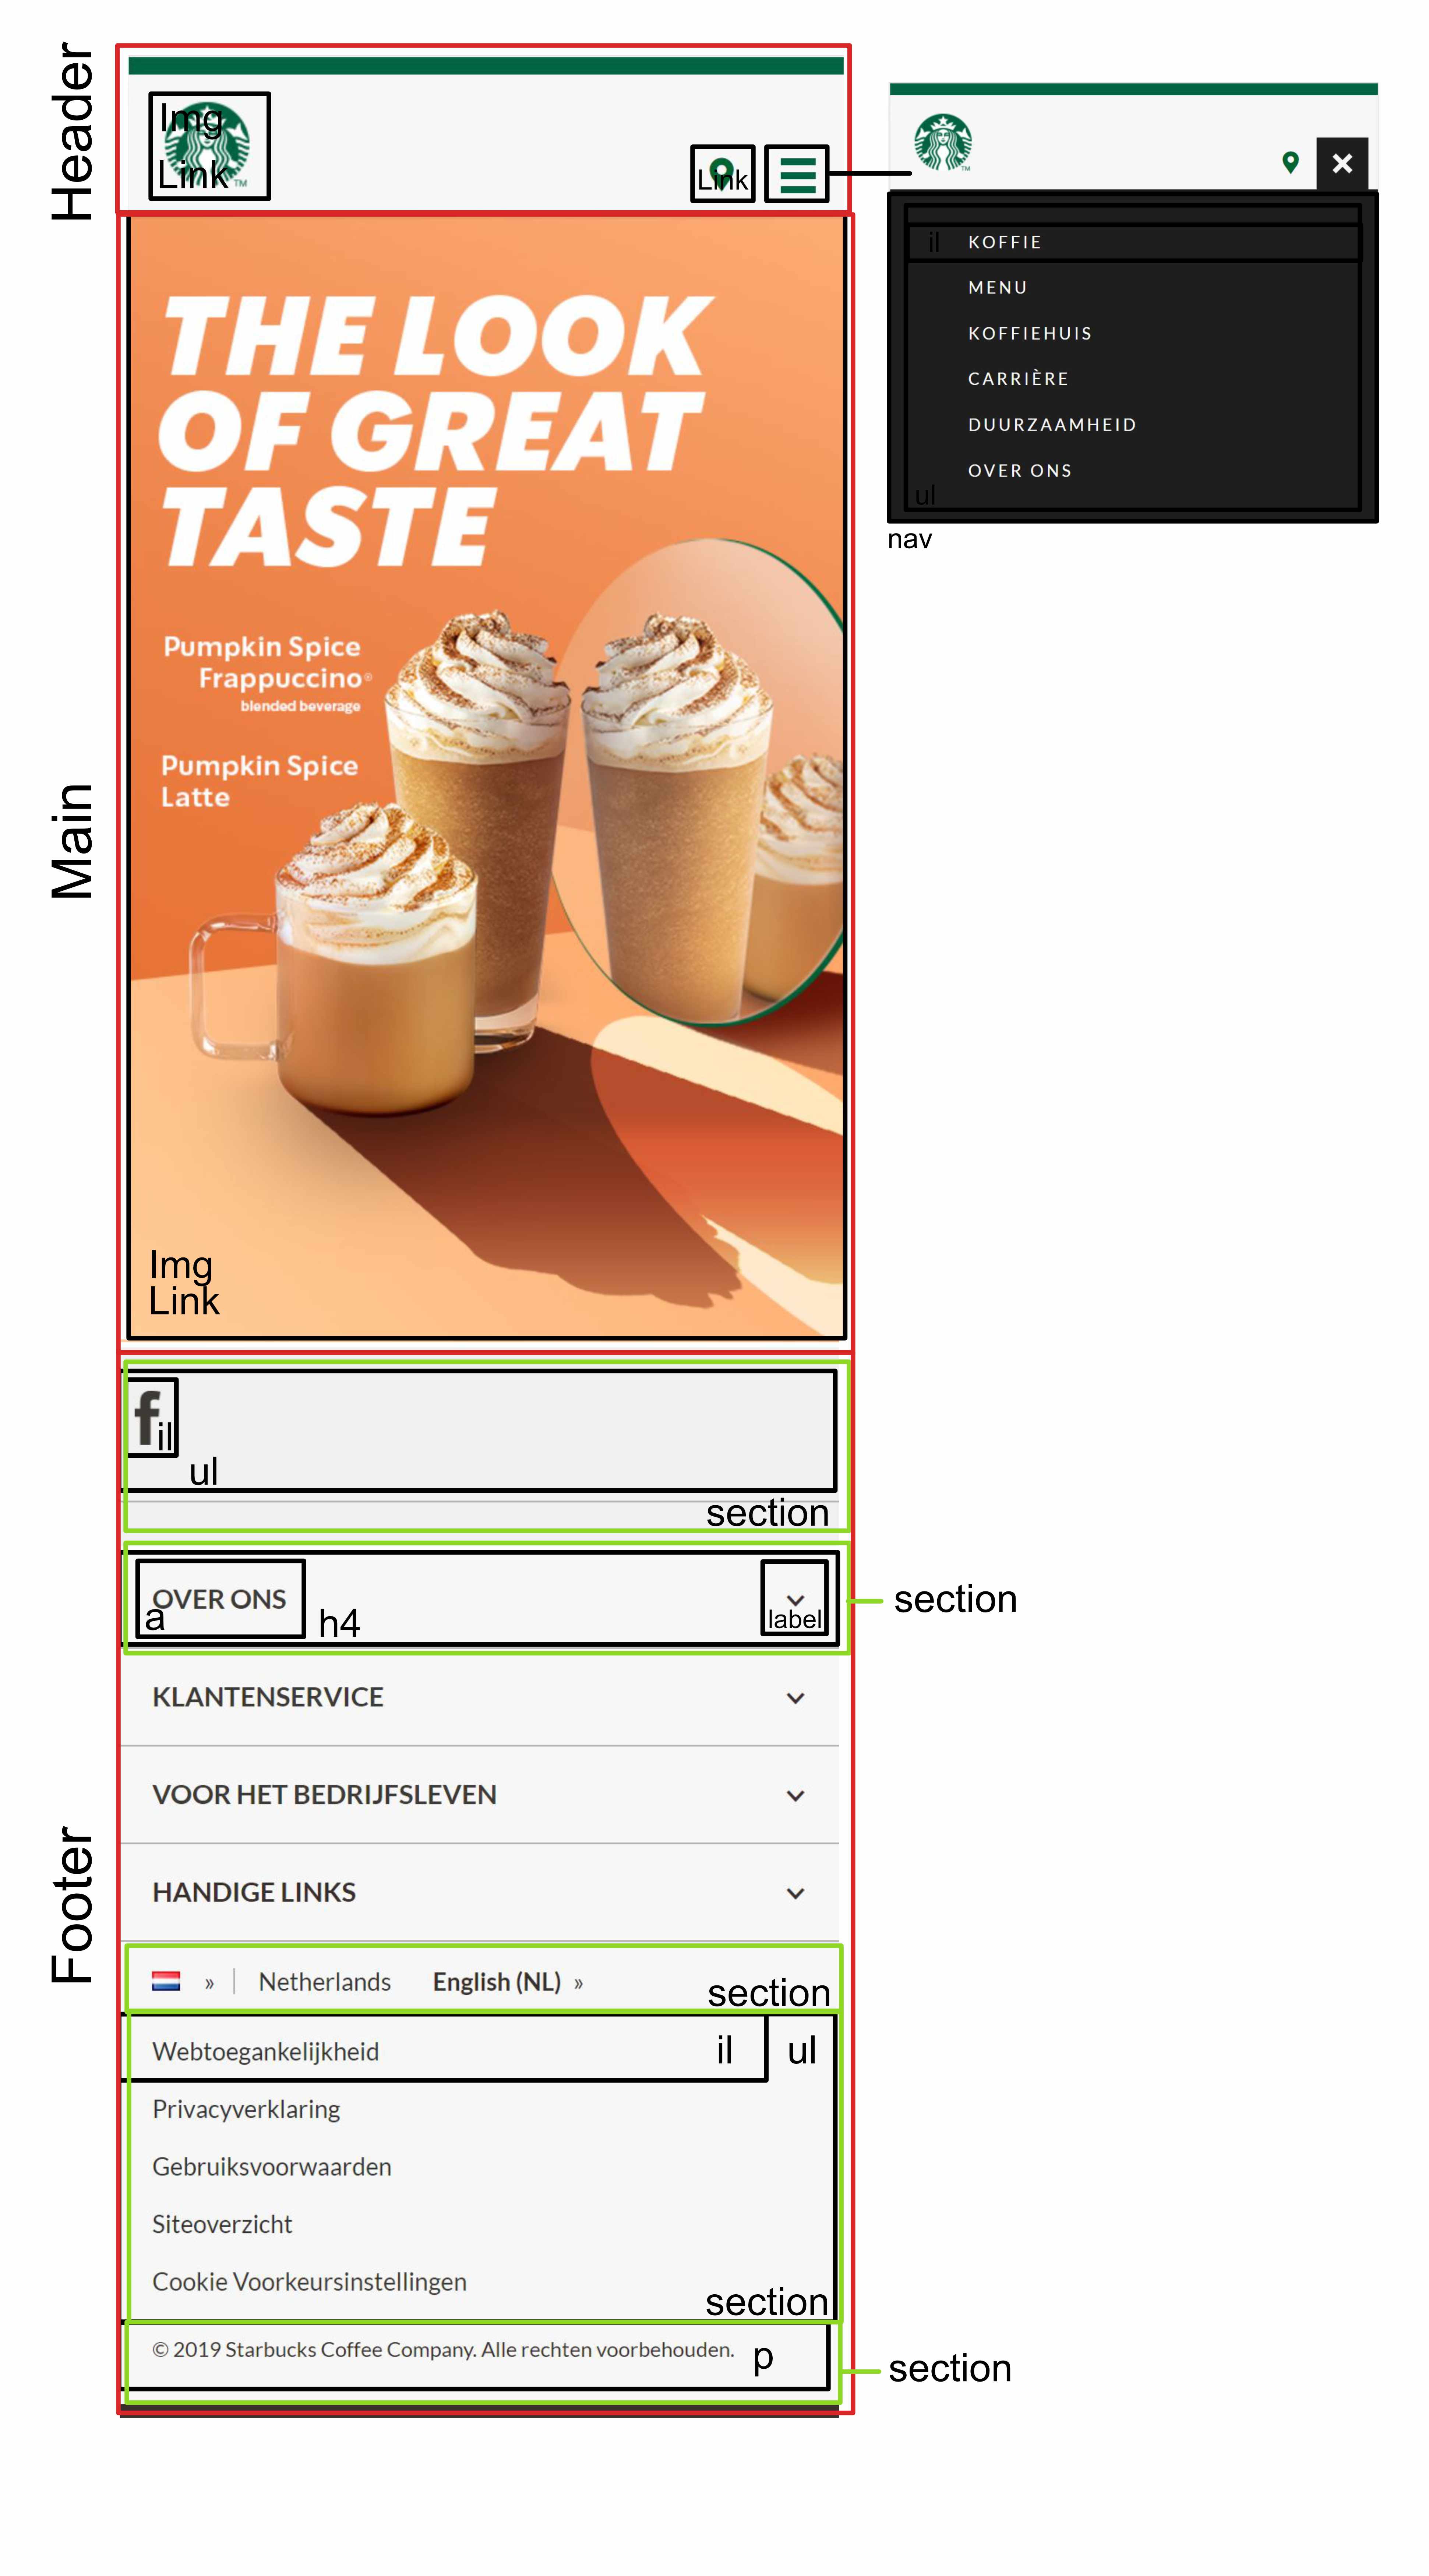 Header
Img
Link
TM
Link
TM
il
KOFFIE
MENU
KOFFIEHUIS
CARRIÈRE
DUURZAAMHEID
OVER ONS
ul
nav
Main
THE LOOK
OF GREAT
TASTE
Pumpkin Spice
Frappuccino®
blended beverage
Pumpkin Spice
Latte
Img
Link
Footer
f
il
ul
section
OVER ONS
a
h4
label
section
KLANTENSERVICE
VOOR HET BEDRIJFSLEVEN
HANDIGE LINKS
» | Netherlands English (NL) »
section
Webtoegankelijkheid
il
ul
Privacyverklaring
Gebruiksvoorwaarden
Siteoverzicht
Cookie Voorkeursinstellingen
section
© 2019 Starbucks Coffee Company. Alle rechten voorbehouden.
p
section